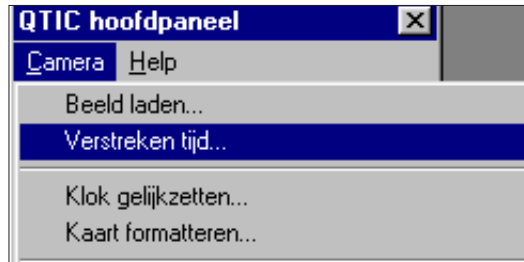 QTIC hoofdpaneel
Camera Help
Beeld laden...
Verstreken tijd...
Klok gelijkzetten...
Kaart formatteren...